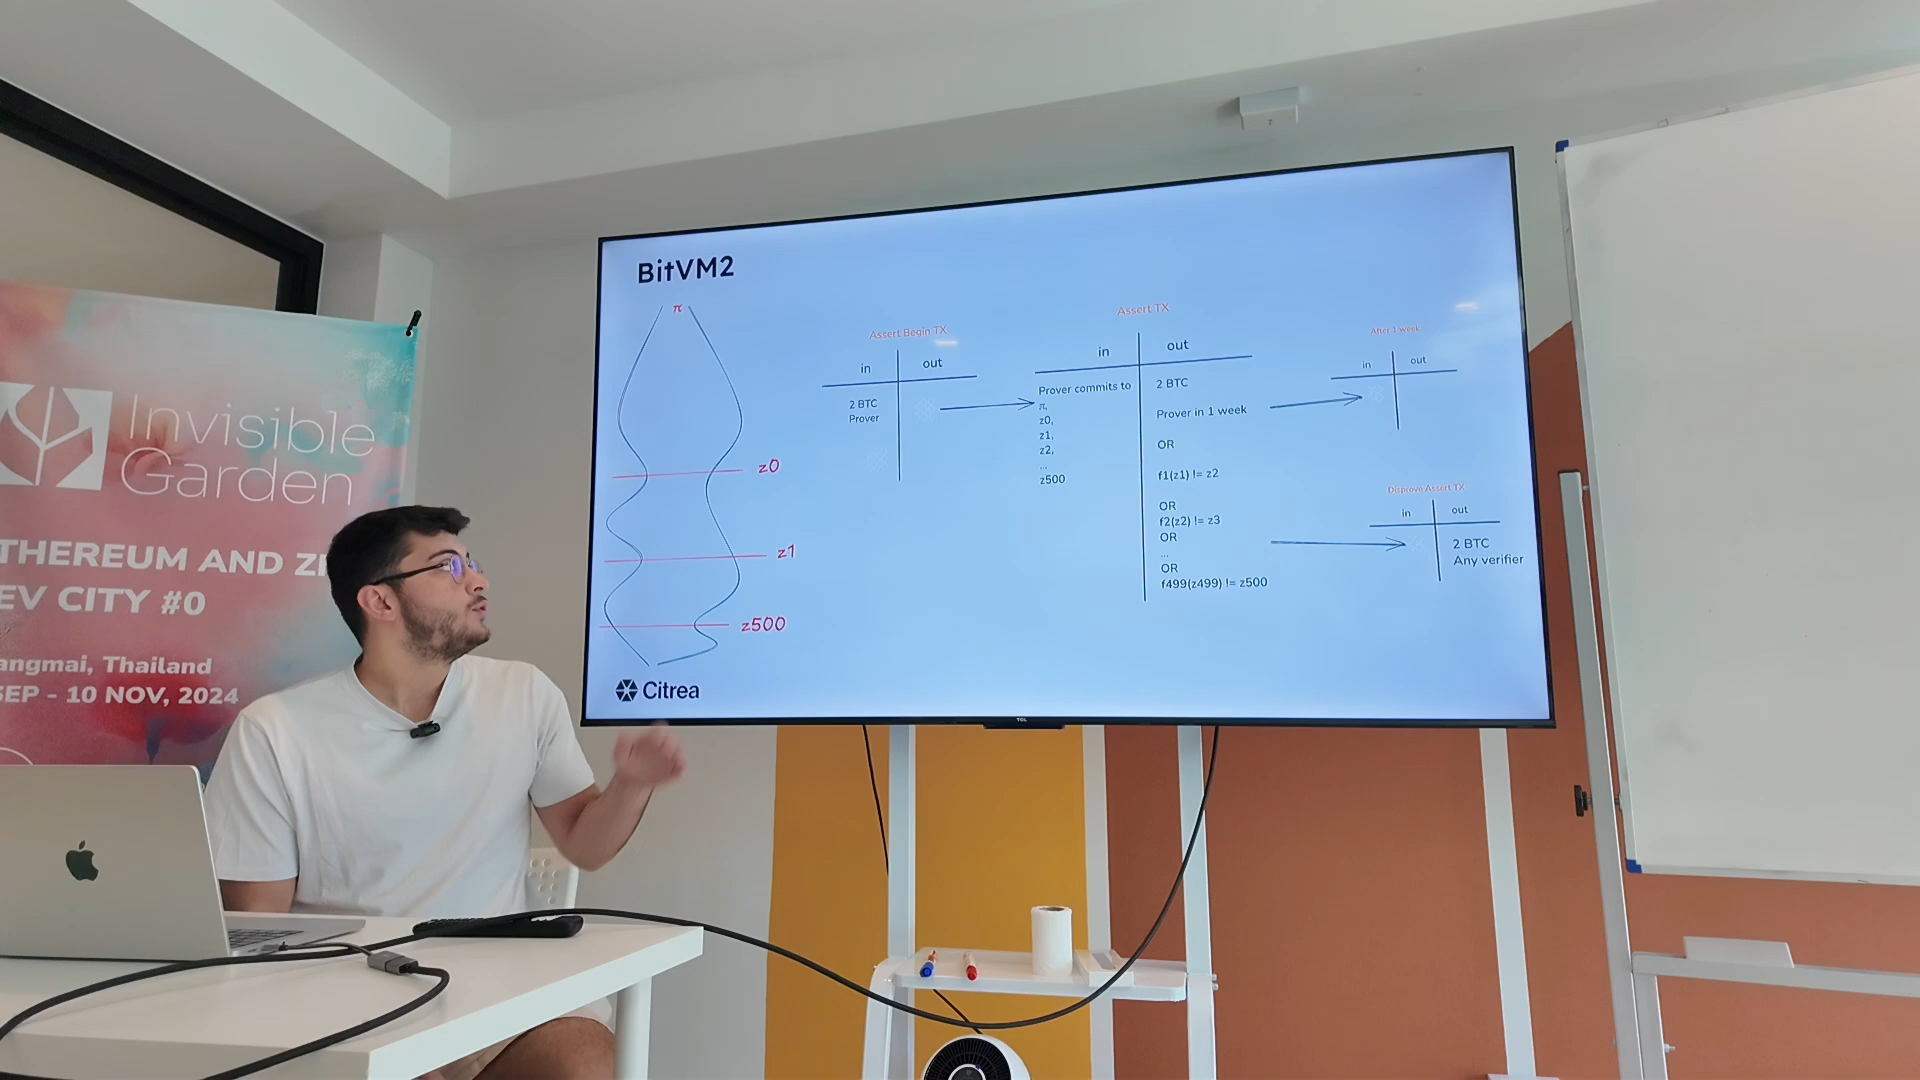 Invisible
Garden
THEREUM AND Z
EV CITY #0
angmai, Thailand
SEP - 10 NOV, 2024
BitVM2
π
z0
z1
z500
Citrea
Assert Begin TX
in
out
2 BTC
Prover
Assert TX
in
out
Prover commits to
π,
z0,
z1,
z2,
...
z500
2 BTC
Prover in 1 week
OR
f1(z1) != z2
OR
f2(z2) != z3
OR
...
OR
f499(z499) != z500
After 1 week
in
out
Disprove Assert TX
in
out
2 BTC
Any verifier
TCL